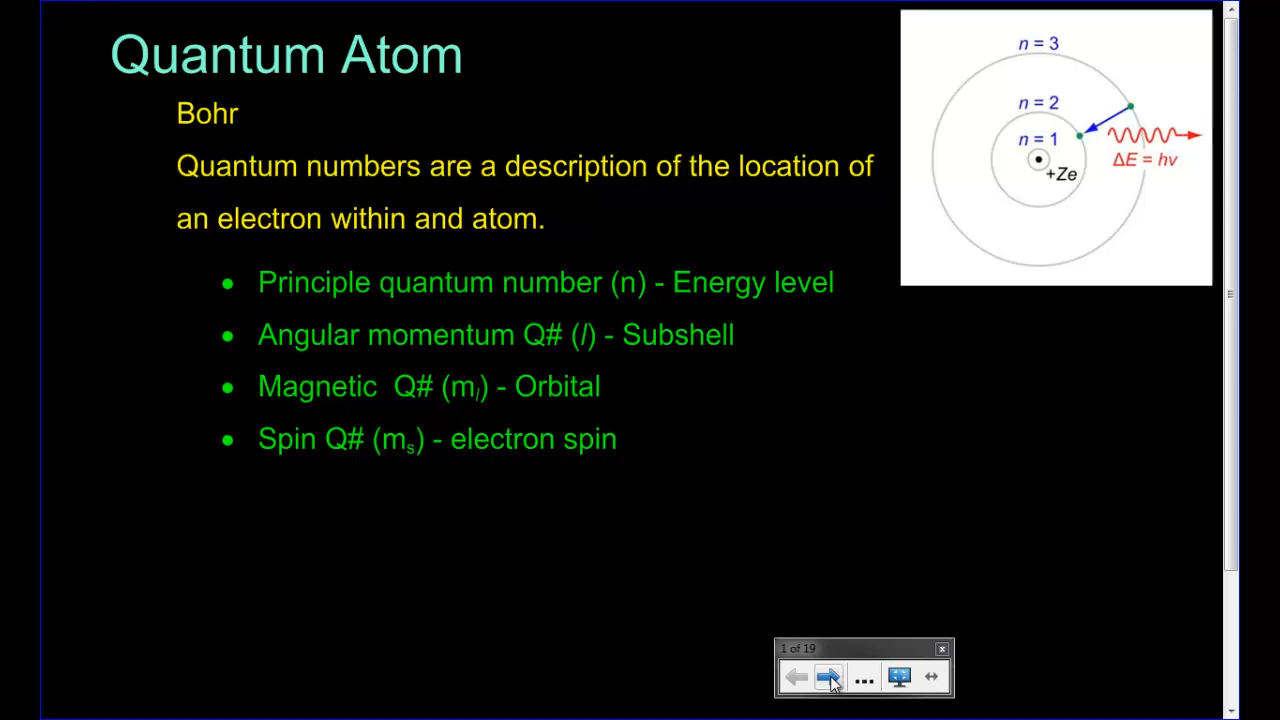 Quantum Atom
Bohr
Quantum numbers are a description of the location of
an electron within and atom.
• Principle quantum number (n) - Energy level
• Angular momentum Q# (l) - Subshell
• Magnetic Q# (mₗ) - Orbital
• Spin Q# (mₛ) - electron spin
n = 3
n = 2
n = 1
+Ze
ΔE = hv
1 of 19